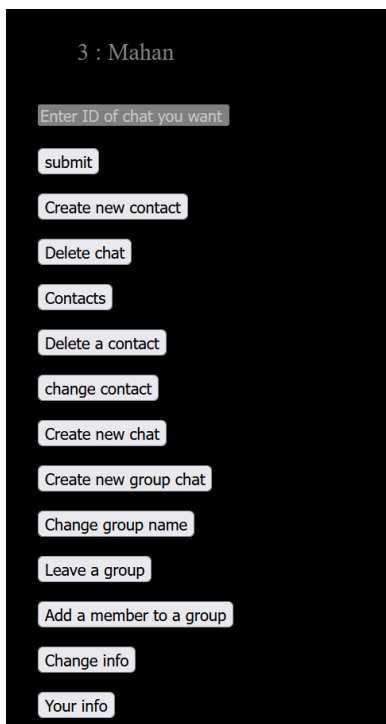 3 : Mahan
Enter ID of chat you want
submit
Create new contact
Delete chat
Contacts
Delete a contact
change contact
Create new chat
Create new group chat
Change group name
Leave a group
Add a member to a group
Change info
Your info